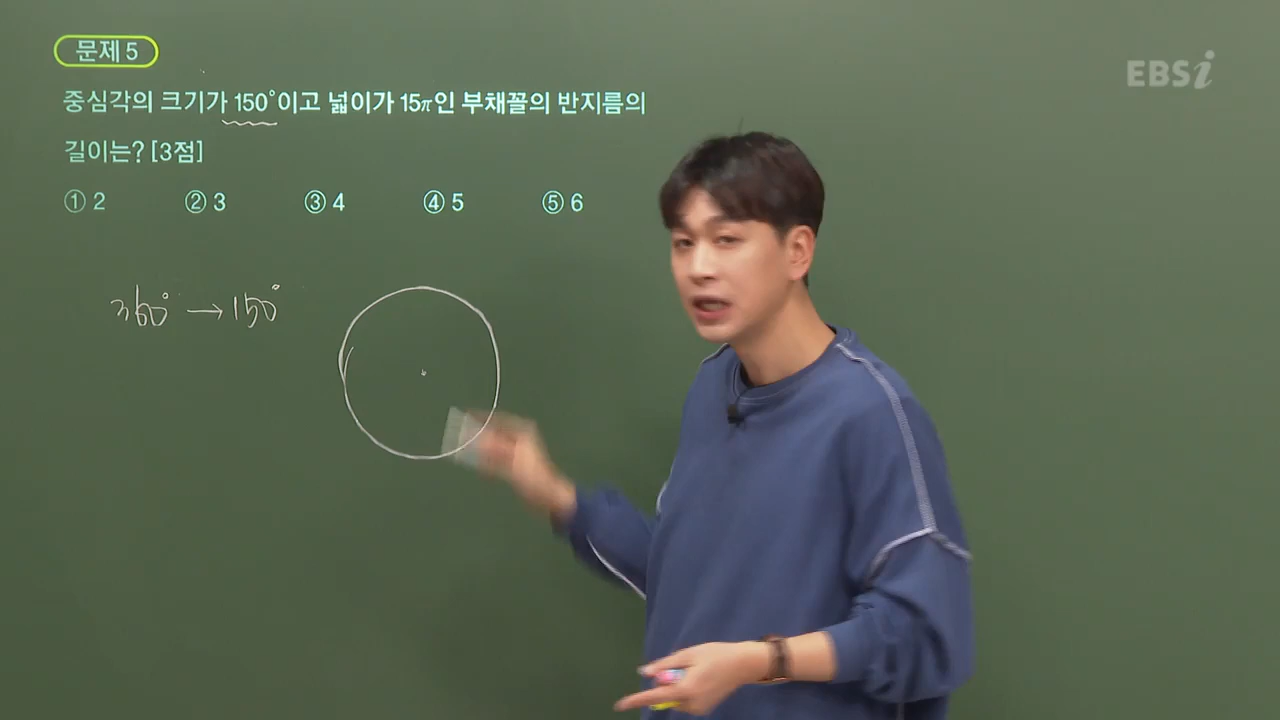 문제 5
EBSi
중심각의 크기가 150°이고 넓이가 15π인 부채꼴의 반지름의
길이는? [3점]
① 2 ② 3 ③ 4 ④ 5 ⑤ 6
360° → 150°